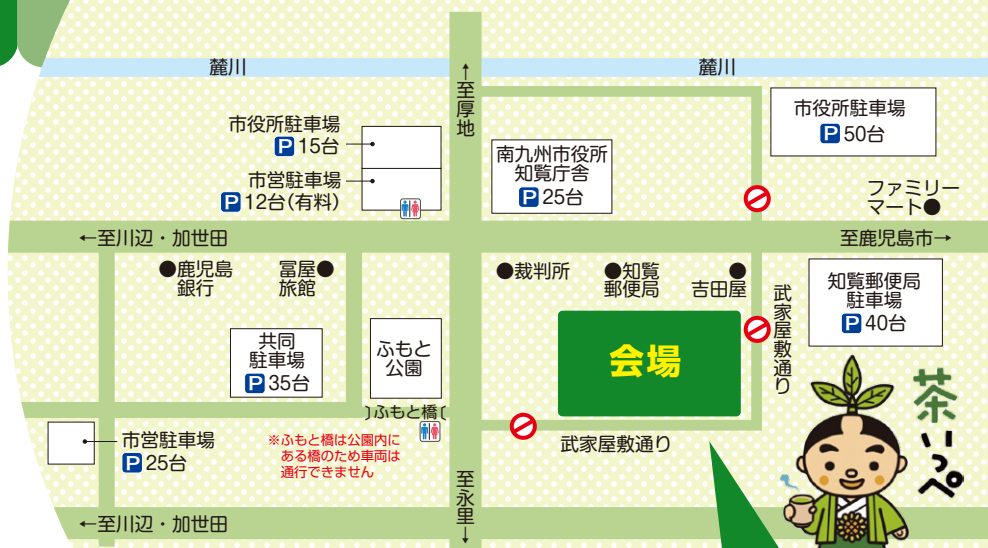 麓川
麓川
←至厚地
市役所駐車場
P 15台
市営駐車場
P 12台(有料)
南九州市役所
知覧庁舎
P 25台
市役所駐車場
P 50台
ファミリー
マート●
←至川辺・加世田
至鹿児島市→
●鹿児島
銀行
冨屋●
旅館
●裁判所
●知覧
郵便局
●
吉田屋
武家屋敷通り
知覧郵便局
駐車場
P 40台
共同
駐車場
P 35台
ふもと
公園
会場
ふもと橋
市営駐車場
P 25台
※ふもと橋は公園内に
ある橋のため車両は
通行できません
武家屋敷通り
至永里→
←至川辺・加世田
茶いっぺ